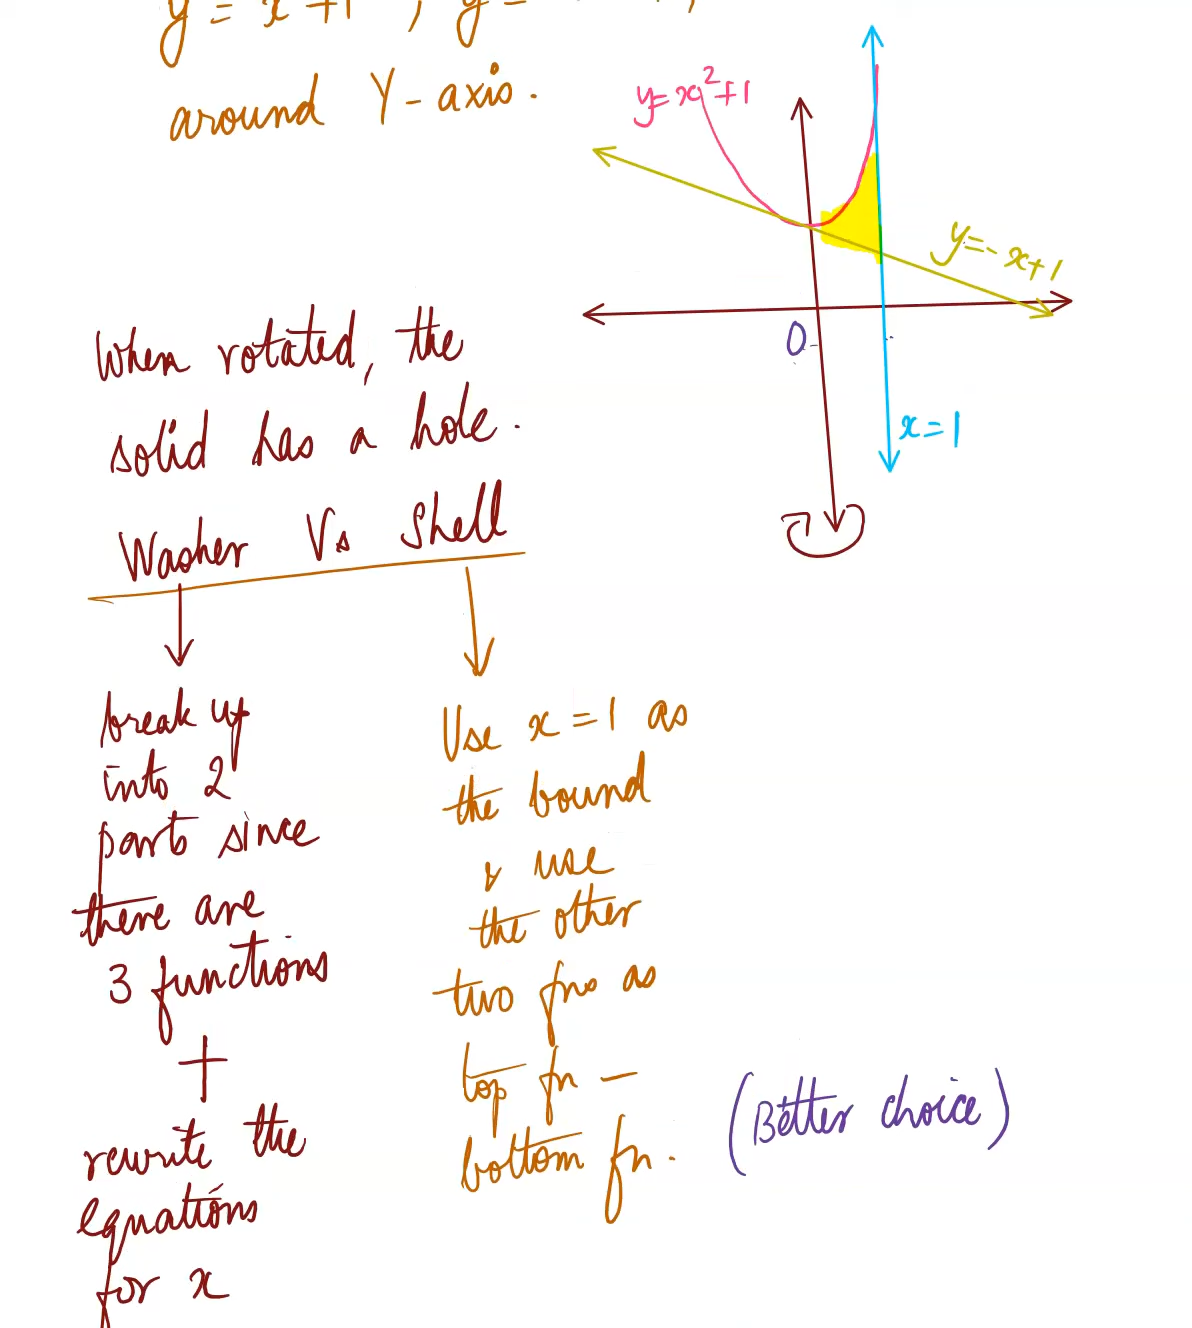 y = x +1 , y =
around Y-axis.
y=x²+1
y=-x+1
0
x=1
When rotated, the
solid has a hole.
Washer Vs Shell
break up
into 2
parts since
there are
3 functions
+
rewrite the
equations
for x
Use x = 1 as
the bound
& use
the other
two fns as
top fn -
bottom fn.
(Better choice)